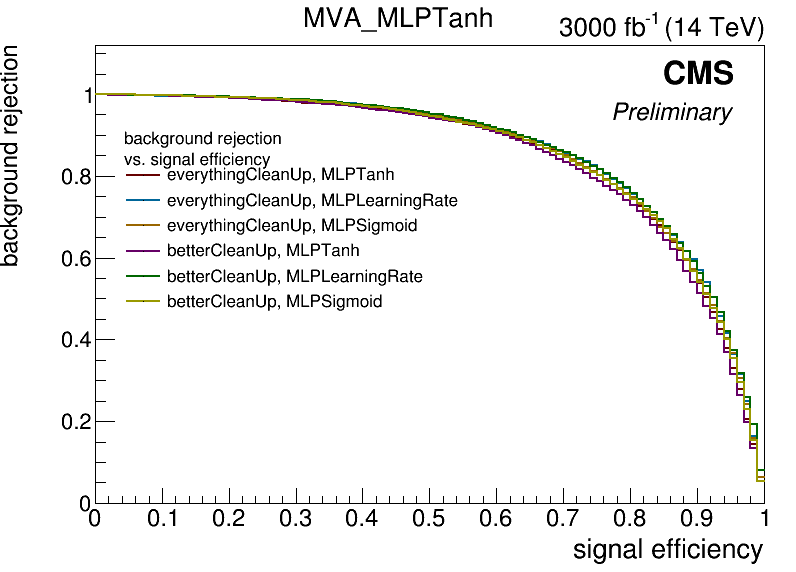 MVA_MLPTanh
3000 fb-1 (14 TeV)
CMS
Preliminary
background rejection
background rejection
vs. signal efficiency
everythingCleanUp, MLPTanh
everythingCleanUp, MLPLearningRate
everythingCleanUp, MLPSigmoid
betterCleanUp, MLPTanh
betterCleanUp, MLPLearningRate
betterCleanUp, MLPSigmoid
1
0.8
0.6
0.4
0.2
0
0 0.1 0.2 0.3 0.4 0.5 0.6 0.7 0.8 0.9 1
signal efficiency